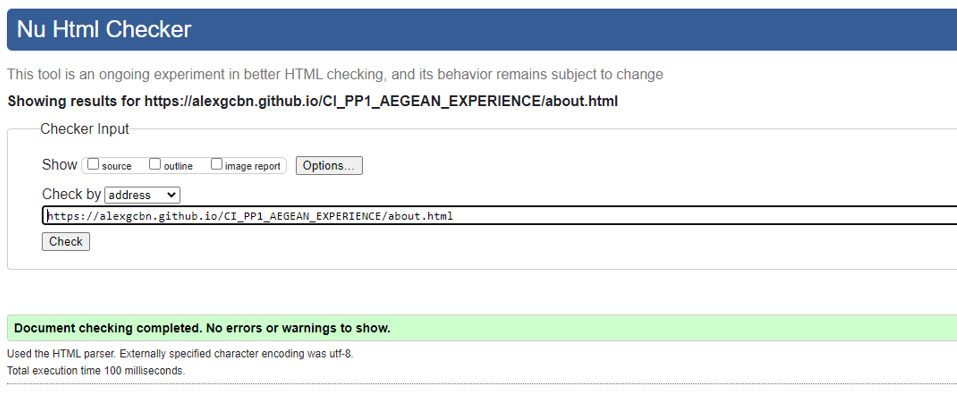 Nu Html Checker
This tool is an ongoing experiment in better HTML checking, and its behavior remains subject to change
Showing results for https://alexgcbn.github.io/CI_PP1_AEGEAN_EXPERIENCE/about.html
Checker Input
Show source outline image report Options...
Check by address
https://alexgcbn.github.io/CI_PP1_AEGEAN_EXPERIENCE/about.html
Check
Document checking completed. No errors or warnings to show.
Used the HTML parser. Externally specified character encoding was utf-8.
Total execution time 100 milliseconds.